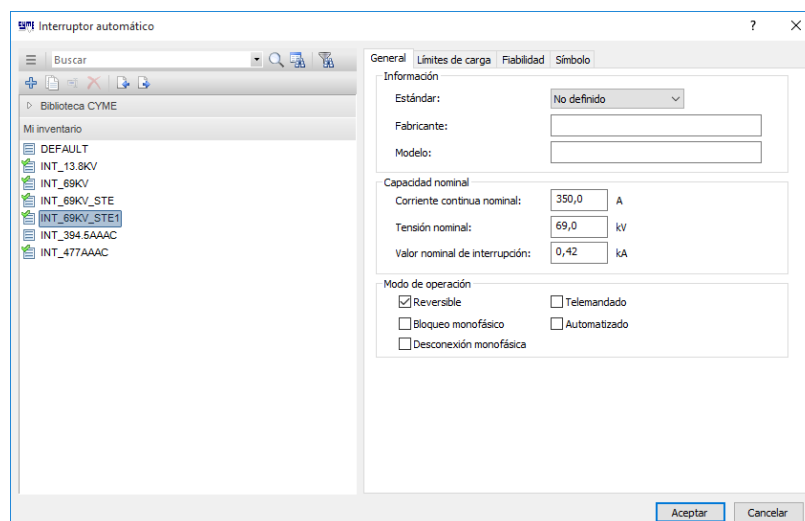 CYME Interruptor automático ? ✕
Buscar
Biblioteca CYME
Mi inventario
DEFAULT
INT_13.8KV
INT_69KV
INT_69KV_STE
INT_69KV_STE1
INT_394.5AAAC
INT_477AAAC
General Límites de carga Fiabilidad Símbolo
Información
Estándar: No definido
Fabricante:
Modelo:
Capacidad nominal
Corriente continua nominal: 350,0 A
Tensión nominal: 69,0 kV
Valor nominal de interrupción: 0,42 kA
Modo de operación
Reversible Telemandado
Bloqueo monofásico Automatizado
Desconexión monofásica
Aceptar Cancelar